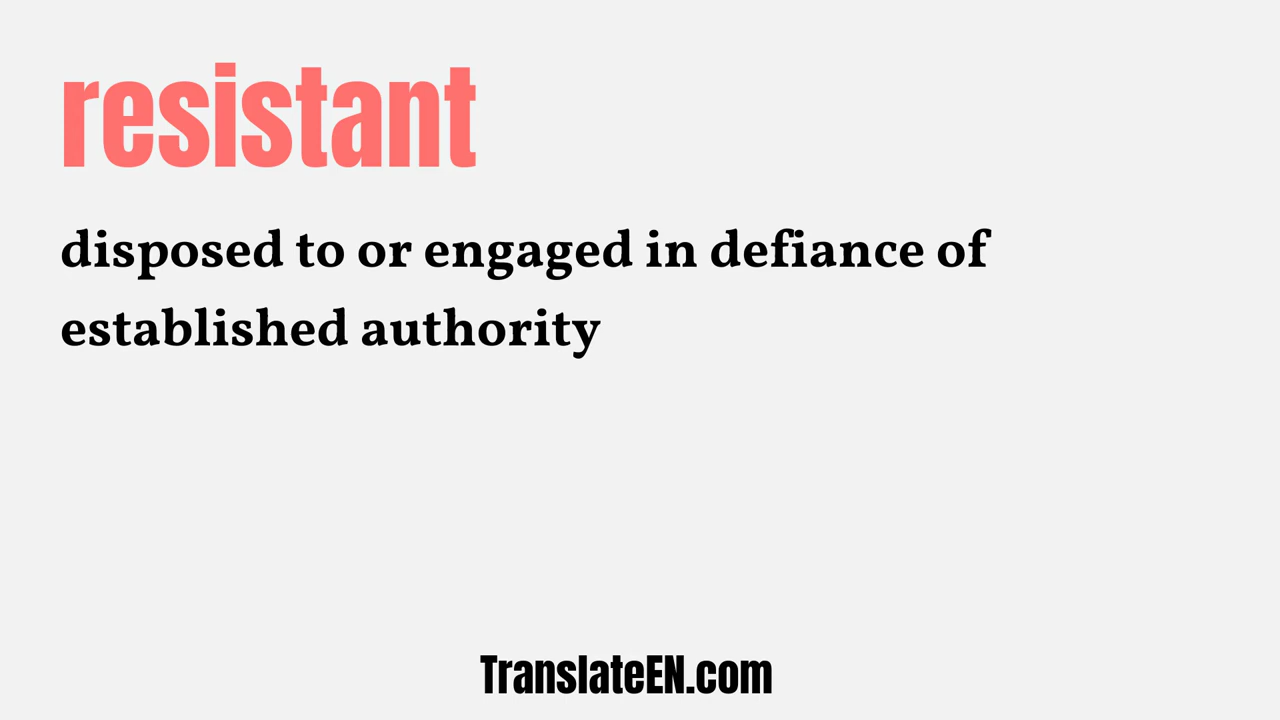 resistant
disposed to or engaged in defiance of
established authority
TranslateEN.com